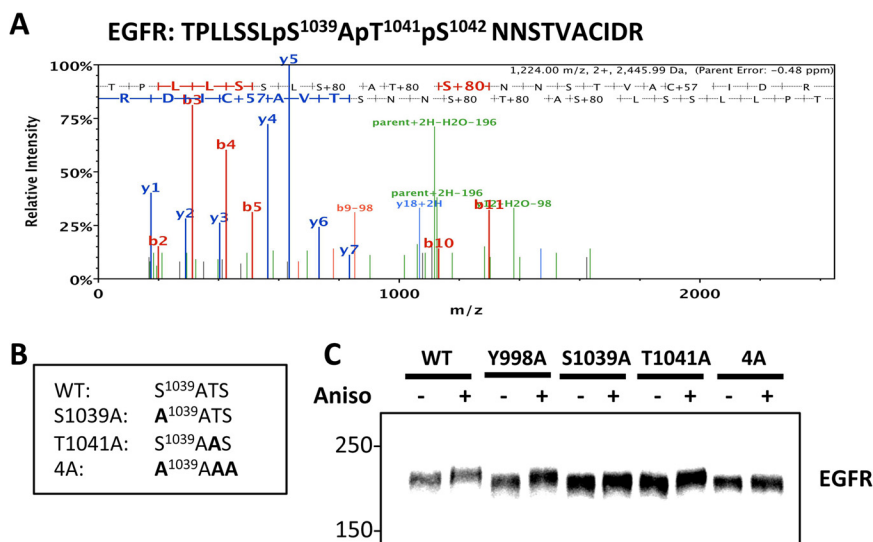 A
EGFR: TPLLSSLpS1039ApT1041pS1042 NNSTVACIDR
y5
100%
1,224.00 m/z, 2+, 2,445.99 Da, (Parent Error: -0.48 ppm)
T P L L S S L S+80 A T+80 S+80 N N S T V A C+57 I D R
R D I C+57 A V T S N N S+80 T+80 A S+80 L S S L L P T
b3
75%
y4
parent+2H-H2O-196
b4
50%
y1
parent+2H-196
b5
b9-98
y18+2H
b11
y2
y3
y6
25%
b2
b10
y7
0%
0
1000
2000
Relative Intensity
m/z
B
WT: S1039ATS
S1039A: A1039ATS
T1041A: S1039AAS
4A: A1039AAA
C
WT Y998A S1039A T1041A 4A
Aniso - + - + - + - + - +
250
EGFR
150